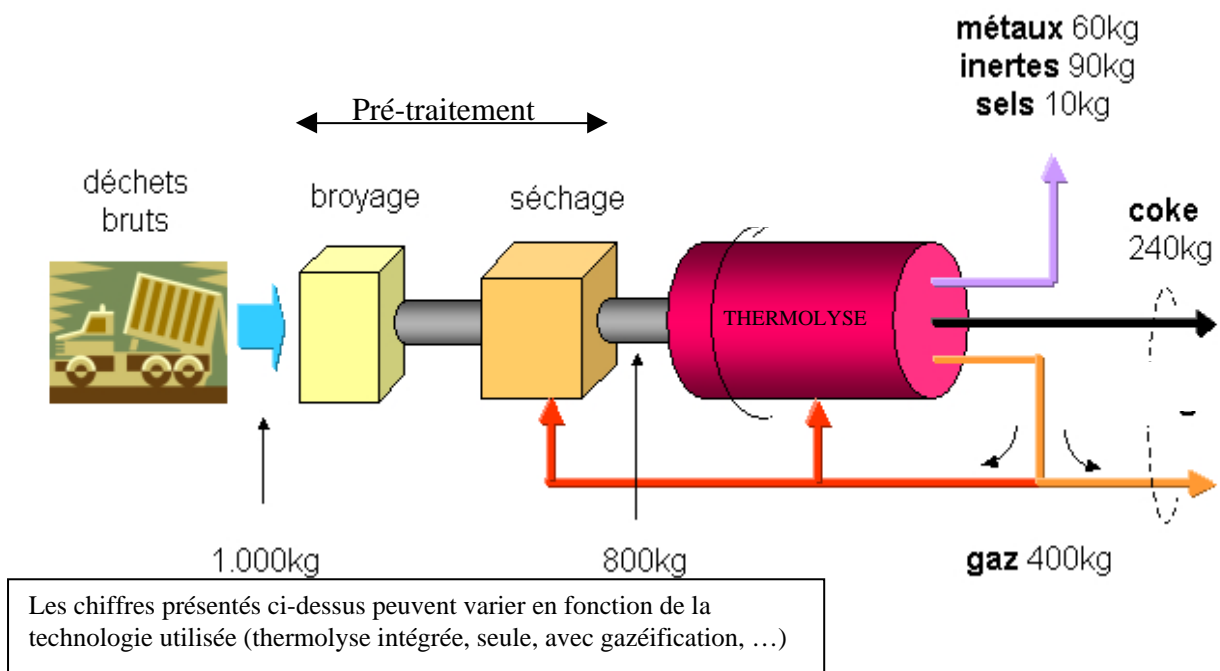 métaux 60kg
inertes 90kg
sels 10kg
Pré-traitement
déchets
bruts
broyage
séchage
coke
240kg
THERMOLYSE
1.000kg
800kg
gaz 400kg
Les chiffres présentés ci-dessus peuvent varier en fonction de la
technologie utilisée (thermolyse intégrée, seule, avec gazéification, …)